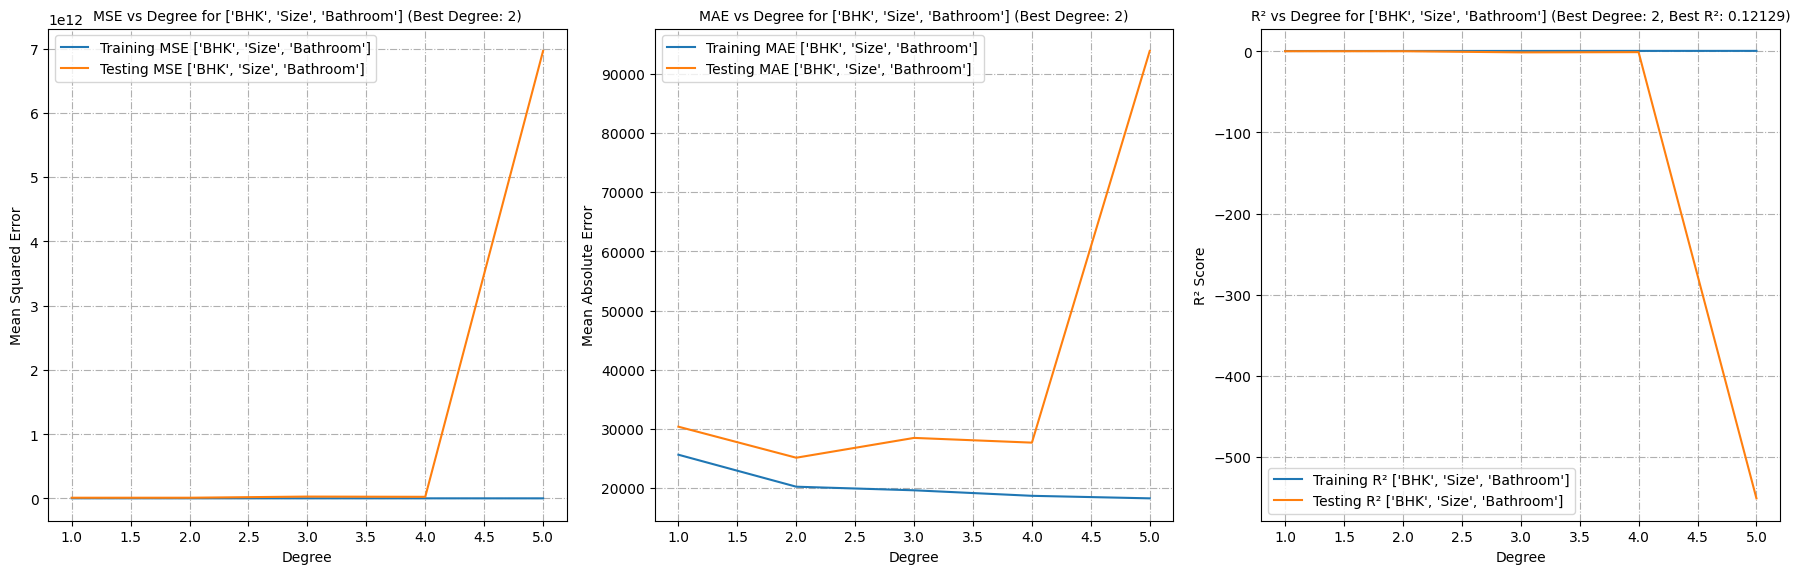 MSE vs Degree for ['BHK', 'Size', 'Bathroom'] (Best Degree: 2)
1e12
Training MSE ['BHK', 'Size', 'Bathroom']
Testing MSE ['BHK', 'Size', 'Bathroom']
7
6
5
4
3
2
1
0
Mean Squared Error
1.0 1.5 2.0 2.5 3.0 3.5 4.0 4.5 5.0
Degree
MAE vs Degree for ['BHK', 'Size', 'Bathroom'] (Best Degree: 2)
Training MAE ['BHK', 'Size', 'Bathroom']
Testing MAE ['BHK', 'Size', 'Bathroom']
90000
80000
70000
60000
50000
40000
30000
20000
Mean Absolute Error
1.0 1.5 2.0 2.5 3.0 3.5 4.0 4.5 5.0
Degree
R² vs Degree for ['BHK', 'Size', 'Bathroom'] (Best Degree: 2, Best R²: 0.12129)
0
−100
−200
−300
−400
−500
R² Score
Training R² ['BHK', 'Size', 'Bathroom']
Testing R² ['BHK', 'Size', 'Bathroom']
1.0 1.5 2.0 2.5 3.0 3.5 4.0 4.5 5.0
Degree